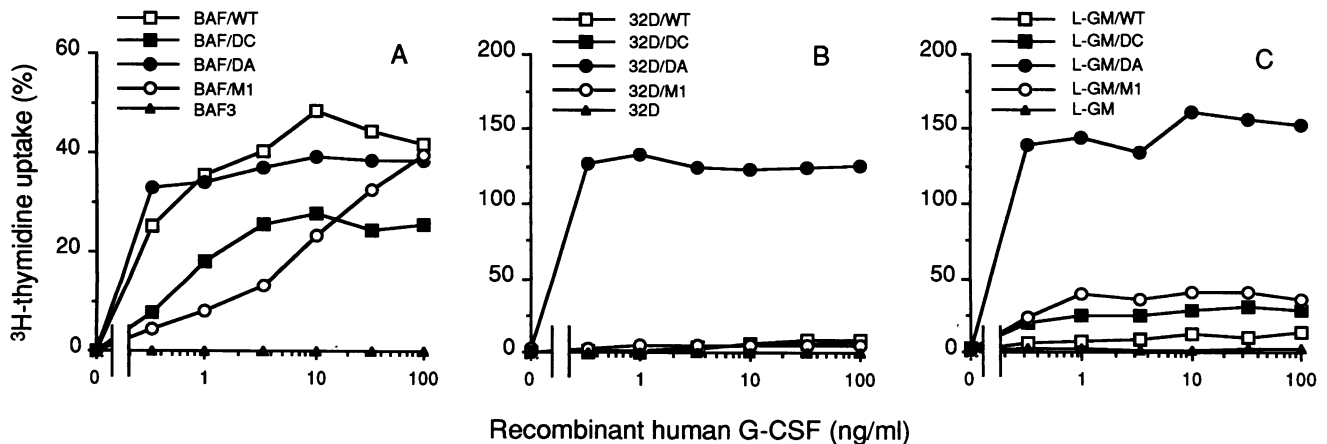 BAF/WT
BAF/DC
BAF/DA
BAF/M1
BAF3
A
60
40
20
0
0
1
10
100
³H-thymidine uptake (%)
32D/WT
32D/DC
32D/DA
32D/M1
32D
B
200
150
100
50
0
0
1
10
100
L-GM/WT
L-GM/DC
L-GM/DA
L-GM/M1
L-GM
C
200
150
100
50
0
0
1
10
100
Recombinant human G-CSF (ng/ml)